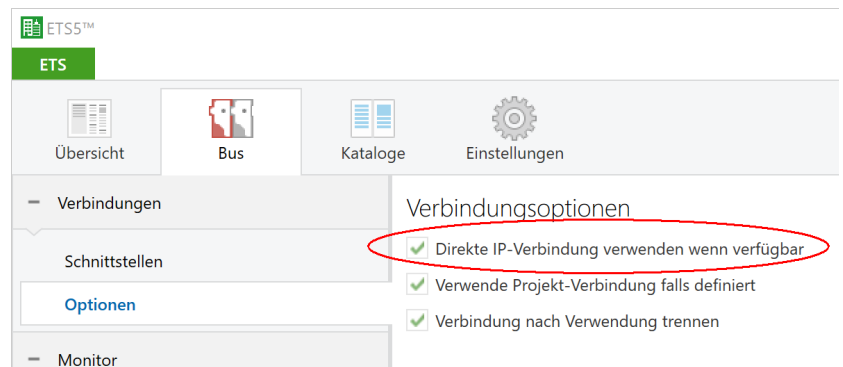 ETS5™
ETS
Übersicht
Bus
Kataloge
Einstellungen
Verbindungen
Schnittstellen
Optionen
Monitor
Verbindungsoptionen
Direkte IP-Verbindung verwenden wenn verfügbar
Verwende Projekt-Verbindung falls definiert
Verbindung nach Verwendung trennen